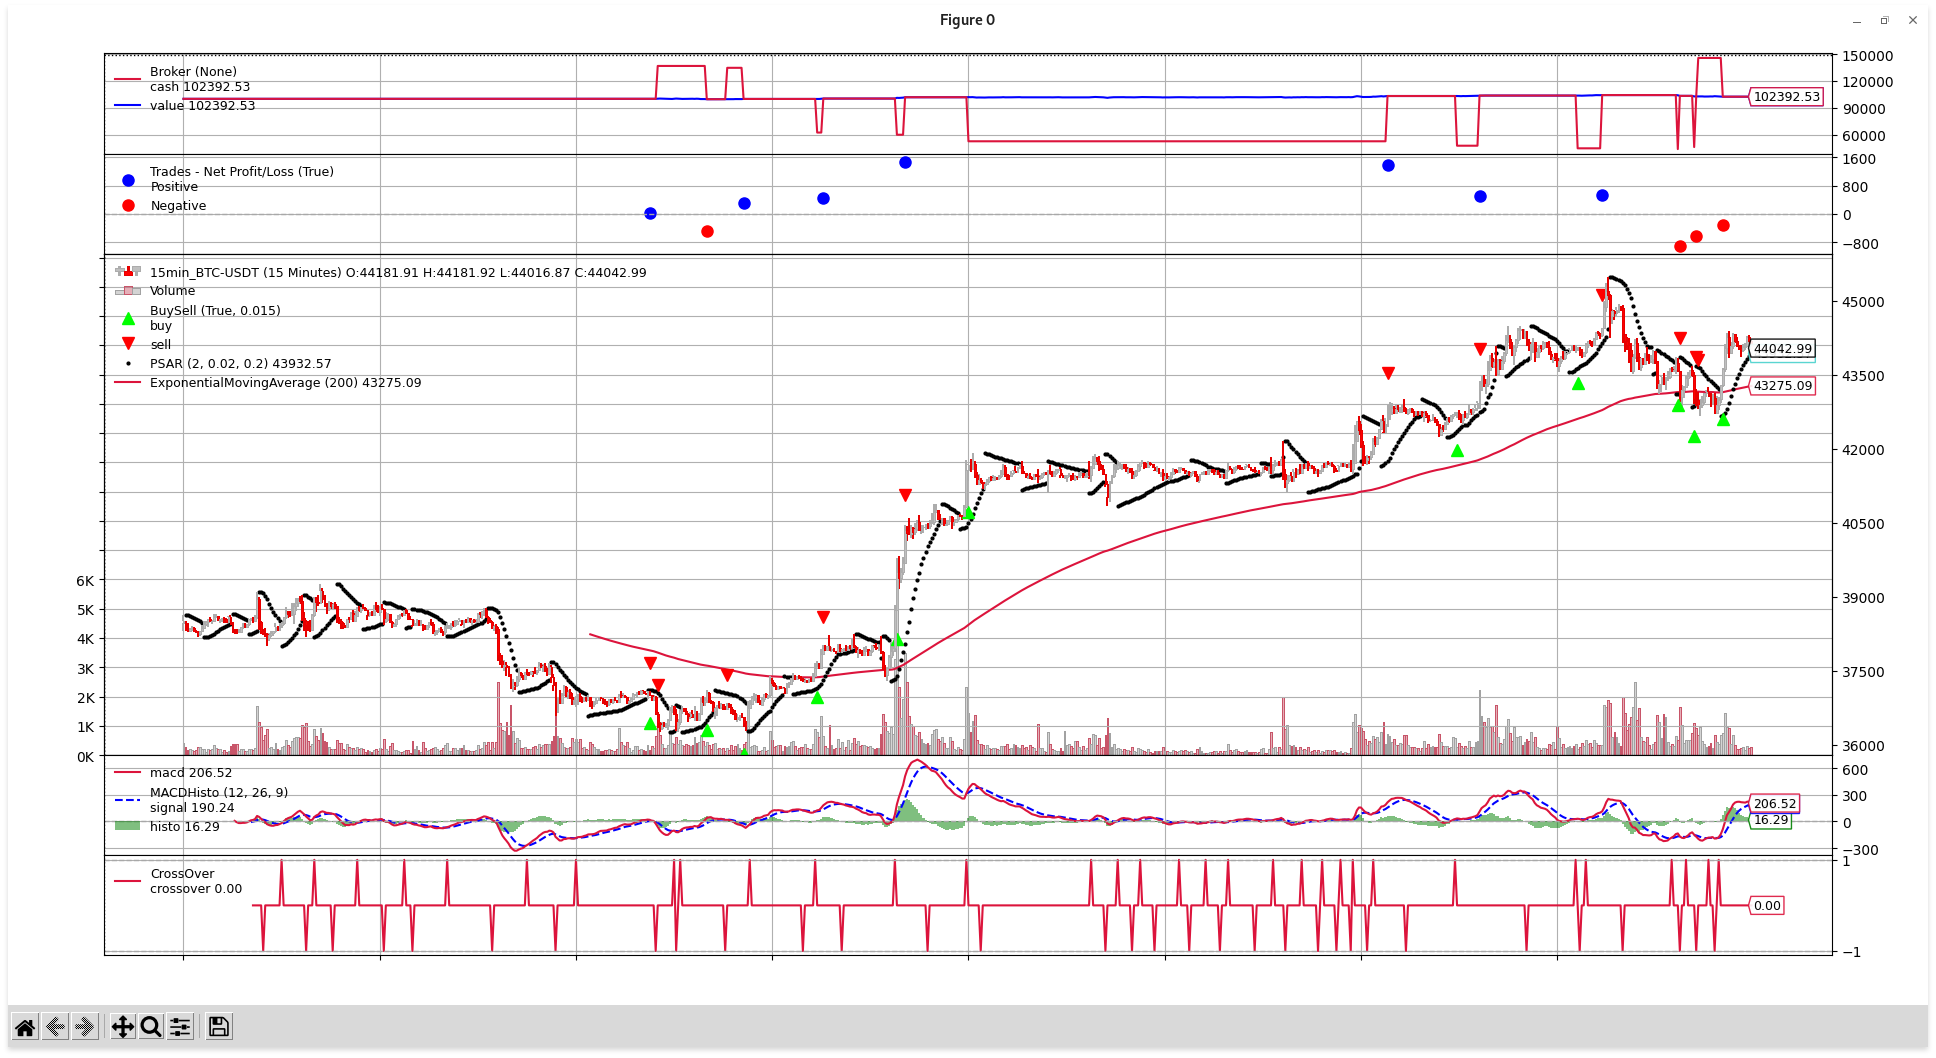 Figure 0
Broker (None)
cash 102392.53
value 102392.53
150000
120000
90000
60000
102392.53
Trades - Net Profit/Loss (True)
Positive
Negative
1600
800
0
−800
15min_BTC-USDT (15 Minutes) O:44181.91 H:44181.92 L:44016.87 C:44042.99
Volume
BuySell (True, 0.015)
buy
sell
PSAR (2, 0.02, 0.2) 43932.57
ExponentialMovingAverage (200) 43275.09
45000
43500
42000
40500
39000
37500
36000
44042.99
43275.09
6K
5K
4K
3K
2K
1K
0K
macd 206.52
MACDHisto (12, 26, 9)
signal 190.24
histo 16.29
600
300
0
−300
206.52
16.29
CrossOver
crossover 0.00
1
0.00
−1